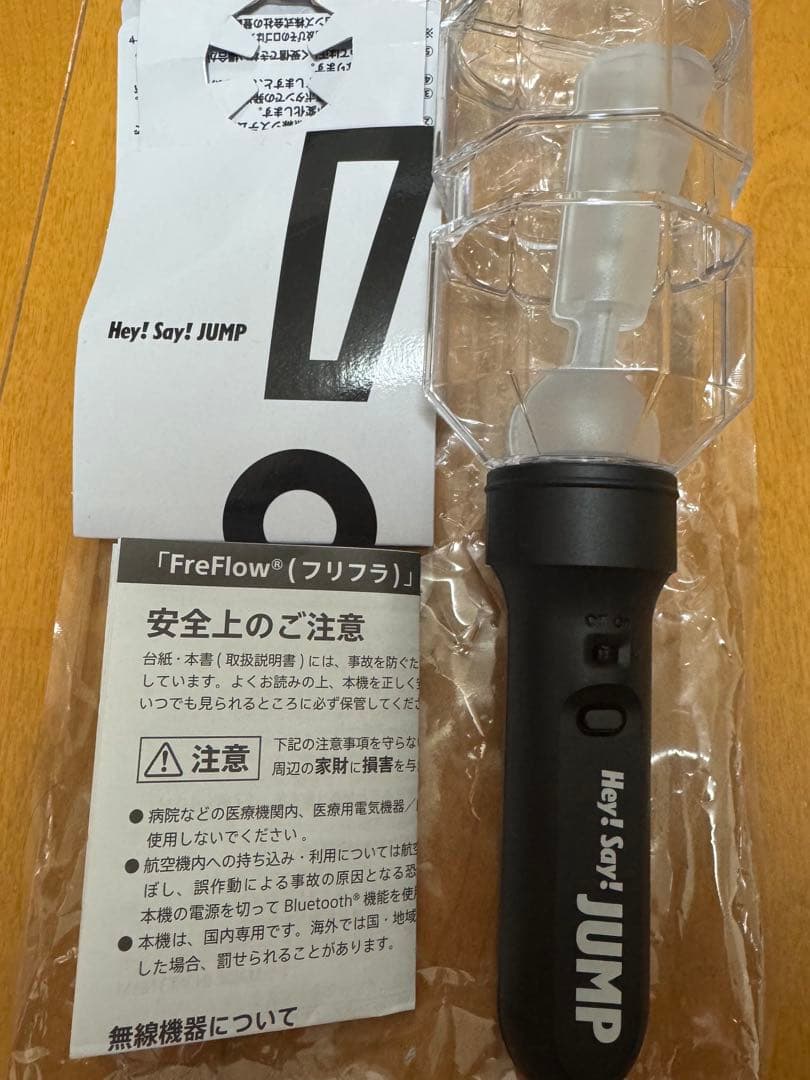 Hey! Say! JUMP
「FreFlow®(フリフラ)」
安全上のご注意
台紙・本書(取扱説明書)には、事故を防ぐた
しています。よくお読みの上、本機を正しく安
いつでも見られるところに必ず保管してくださ
注意
下記の注意事項を守らな
周辺の家財に損害を与
●病院などの医療機関内、医療用電気機器/
使用しないでください。
●航空機内への持ち込み・利用については航空
ぼし、誤作動による事故の原因となる恐
本機の電源を切って Bluetooth® 機能を使
●本機は、国内専用です。海外では国・地域
した場合、罰せられることがあります。
無線機器について
Hey! Say! JUMP